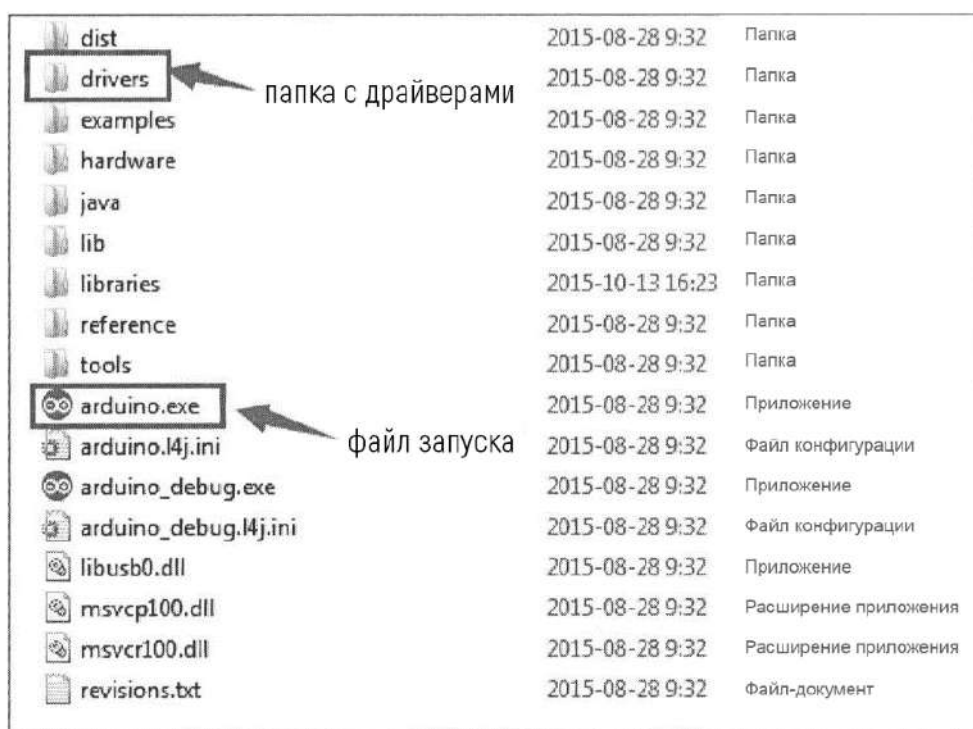 dist 2015-08-28 9:32 Папка
drivers 2015-08-28 9:32 Папка
папка с драйверами
examples 2015-08-28 9:32 Папка
hardware 2015-08-28 9:32 Папка
java 2015-08-28 9:32 Папка
lib 2015-08-28 9:32 Папка
libraries 2015-10-13 16:23 Папка
reference 2015-08-28 9:32 Папка
tools 2015-08-28 9:32 Папка
arduino.exe 2015-08-28 9:32 Приложение
файл запуска
arduino.l4j.ini 2015-08-28 9:32 Файл конфигурации
arduino_debug.exe 2015-08-28 9:32 Приложение
arduino_debug.l4j.ini 2015-08-28 9:32 Файл конфигурации
libusb0.dll 2015-08-28 9:32 Приложение
msvcp100.dll 2015-08-28 9:32 Расширение приложения
msvcr100.dll 2015-08-28 9:32 Расширение приложения
revisions.txt 2015-08-28 9:32 Файл-документ